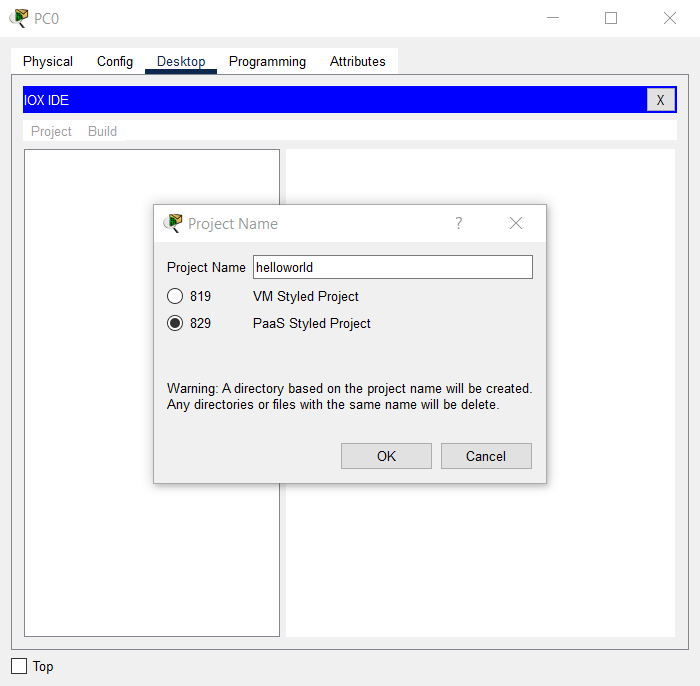 PC0
Physical Config Desktop Programming Attributes
IOX IDE X
Project Build
Project Name ?
Project Name helloworld
819 VM Styled Project
829 PaaS Styled Project
Warning: A directory based on the project name will be created.
Any directories or files with the same name will be delete.
OK Cancel
Top